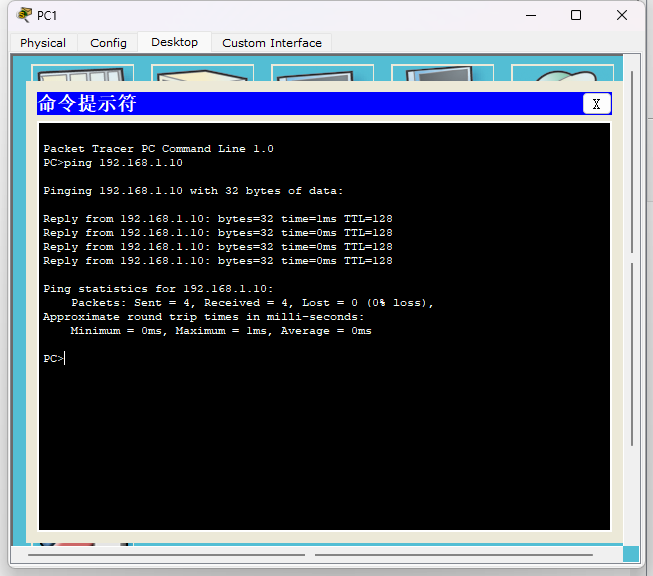 PC1
Physical Config Desktop Custom Interface
命令提示符
X
Packet Tracer PC Command Line 1.0
PC>ping 192.168.1.10
Pinging 192.168.1.10 with 32 bytes of data:
Reply from 192.168.1.10: bytes=32 time=1ms TTL=128
Reply from 192.168.1.10: bytes=32 time=0ms TTL=128
Reply from 192.168.1.10: bytes=32 time=0ms TTL=128
Reply from 192.168.1.10: bytes=32 time=0ms TTL=128
Ping statistics for 192.168.1.10:
Packets: Sent = 4, Received = 4, Lost = 0 (0% loss),
Approximate round trip times in milli-seconds:
Minimum = 0ms, Maximum = 1ms, Average = 0ms
PC>